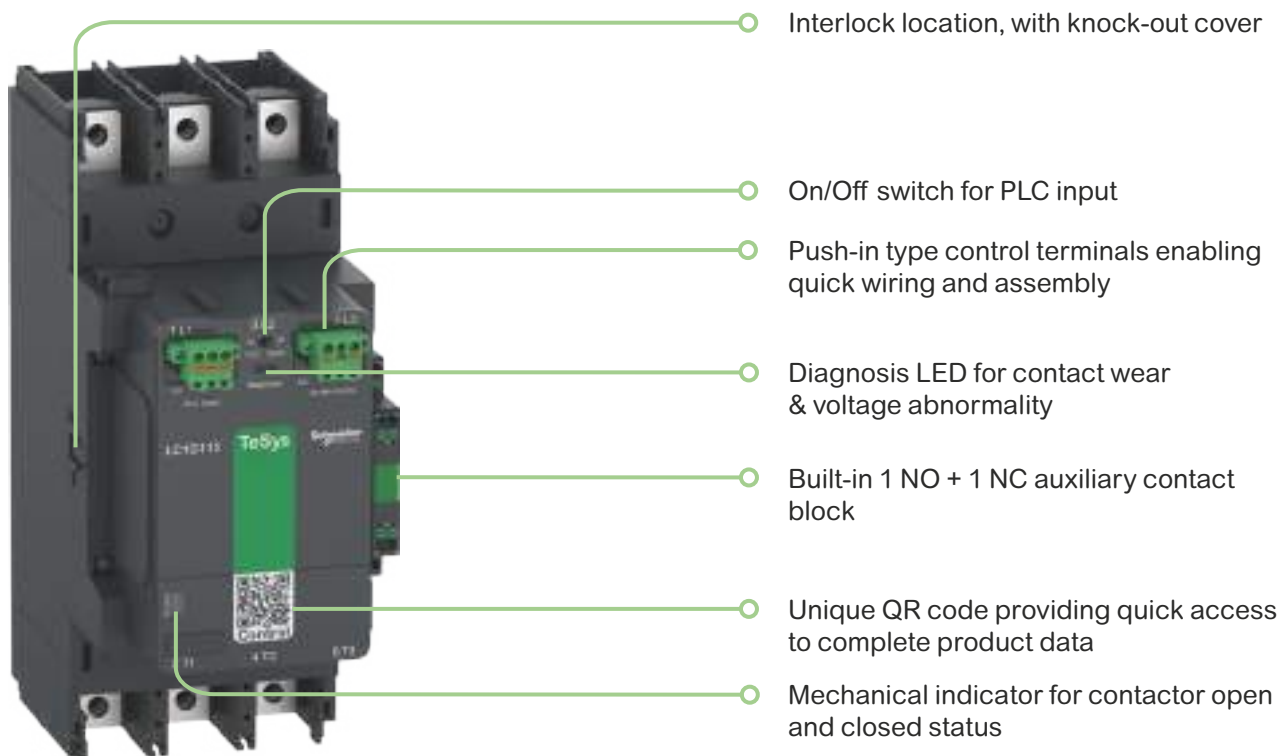 Interlock location, with knock-out cover
On/Off switch for PLC input
Push-in type control terminals enabling
quick wiring and assembly
Diagnosis LED for contact wear
& voltage abnormality
Built-in 1 NO + 1 NC auxiliary contact
block
TeSys
Schneider
Unique QR code providing quick access
to complete product data
Control
Mechanical indicator for contactor open
and closed status